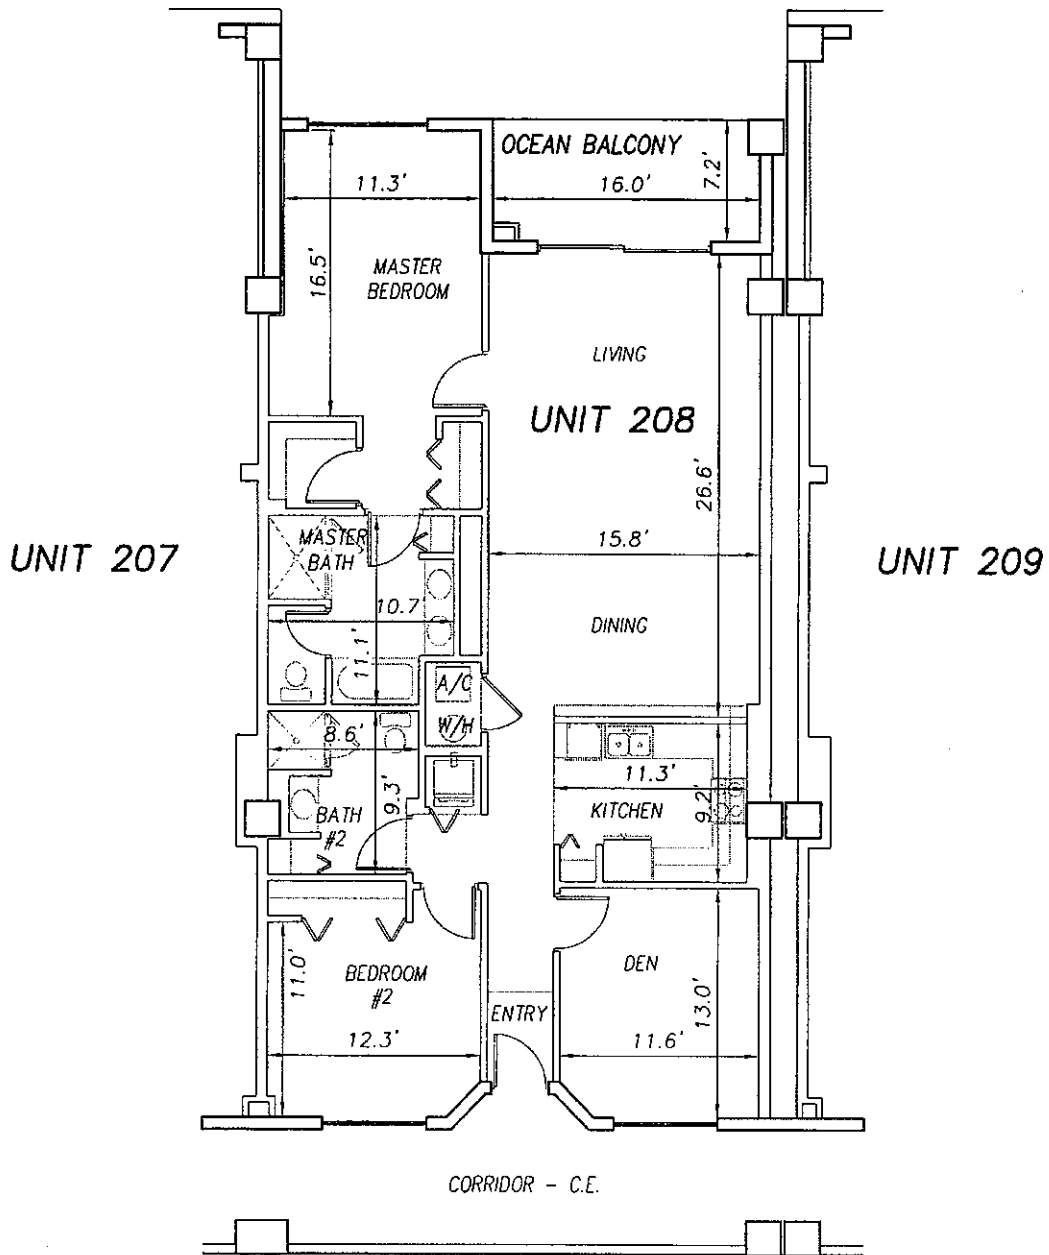 OCEAN BALCONY
16.0'
7.2'
11.3'
16.5'
MASTER
BEDROOM
LIVING
UNIT 208
26.6'
15.8'
UNIT 207
UNIT 209
MASTER
BATH
10.7'
11.1'
DINING
A/C
W/H
8.6'
9.3'
BATH
#2
11.3'
KITCHEN
9.2'
11.0'
BEDROOM
#2
12.3'
ENTRY
DEN
13.0'
11.6'
CORRIDOR - C.E.